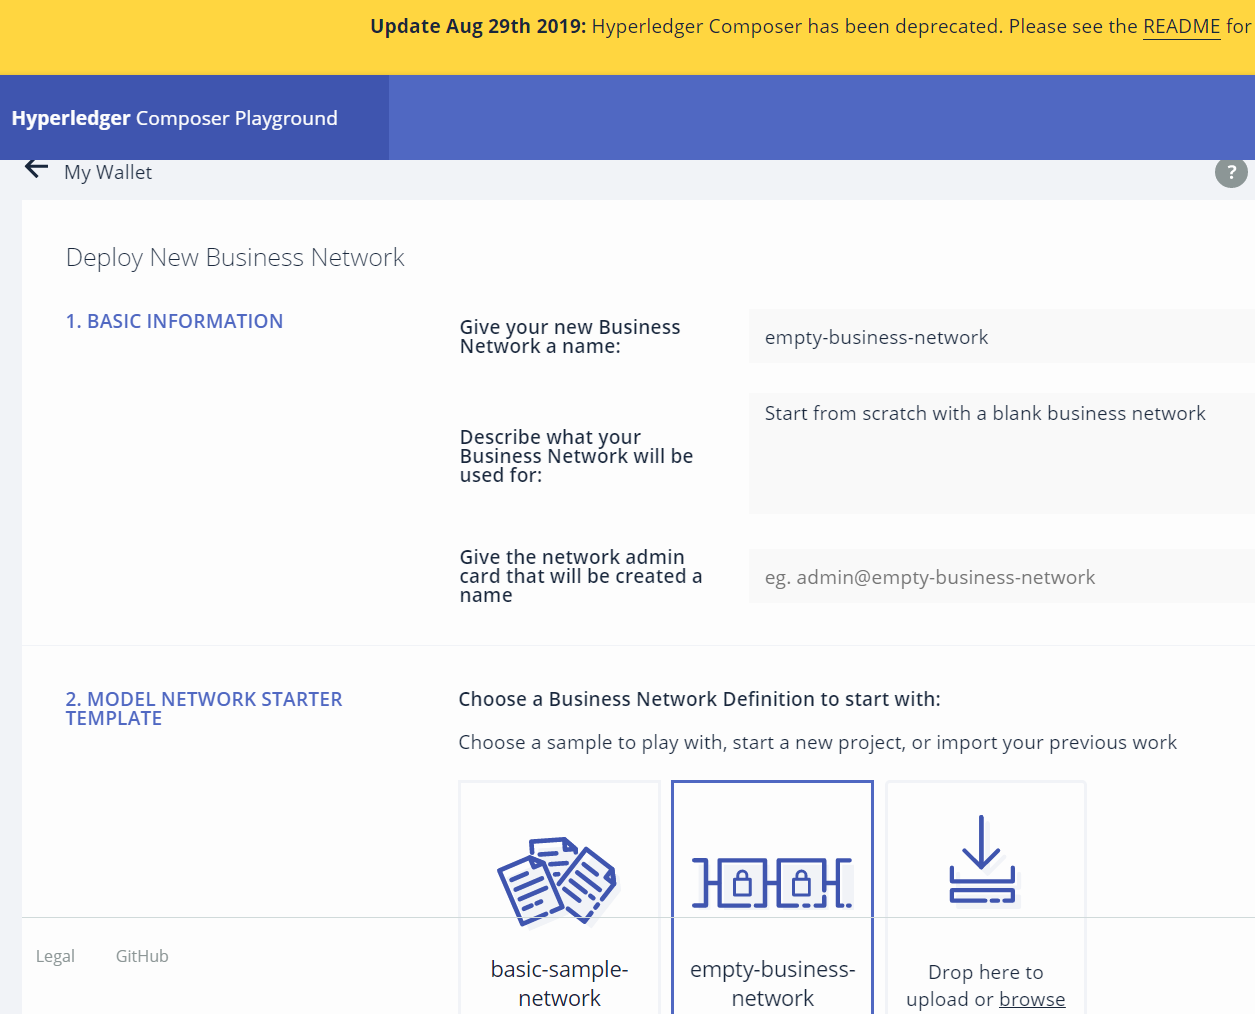 Update Aug 29th 2019: Hyperledger Composer has been deprecated. Please see the README for
Hyperledger Composer Playground
My Wallet
?
Deploy New Business Network
1. BASIC INFORMATION
Give your new Business
Network a name:
empty-business-network
Describe what your
Business Network will be
used for:
Start from scratch with a blank business network
Give the network admin
card that will be created a
name
eg. admin@empty-business-network
2. MODEL NETWORK STARTER
TEMPLATE
Choose a Business Network Definition to start with:
Choose a sample to play with, start a new project, or import your previous work
basic-sample-
network
empty-business-
network
Drop here to
upload or browse
Legal
GitHub